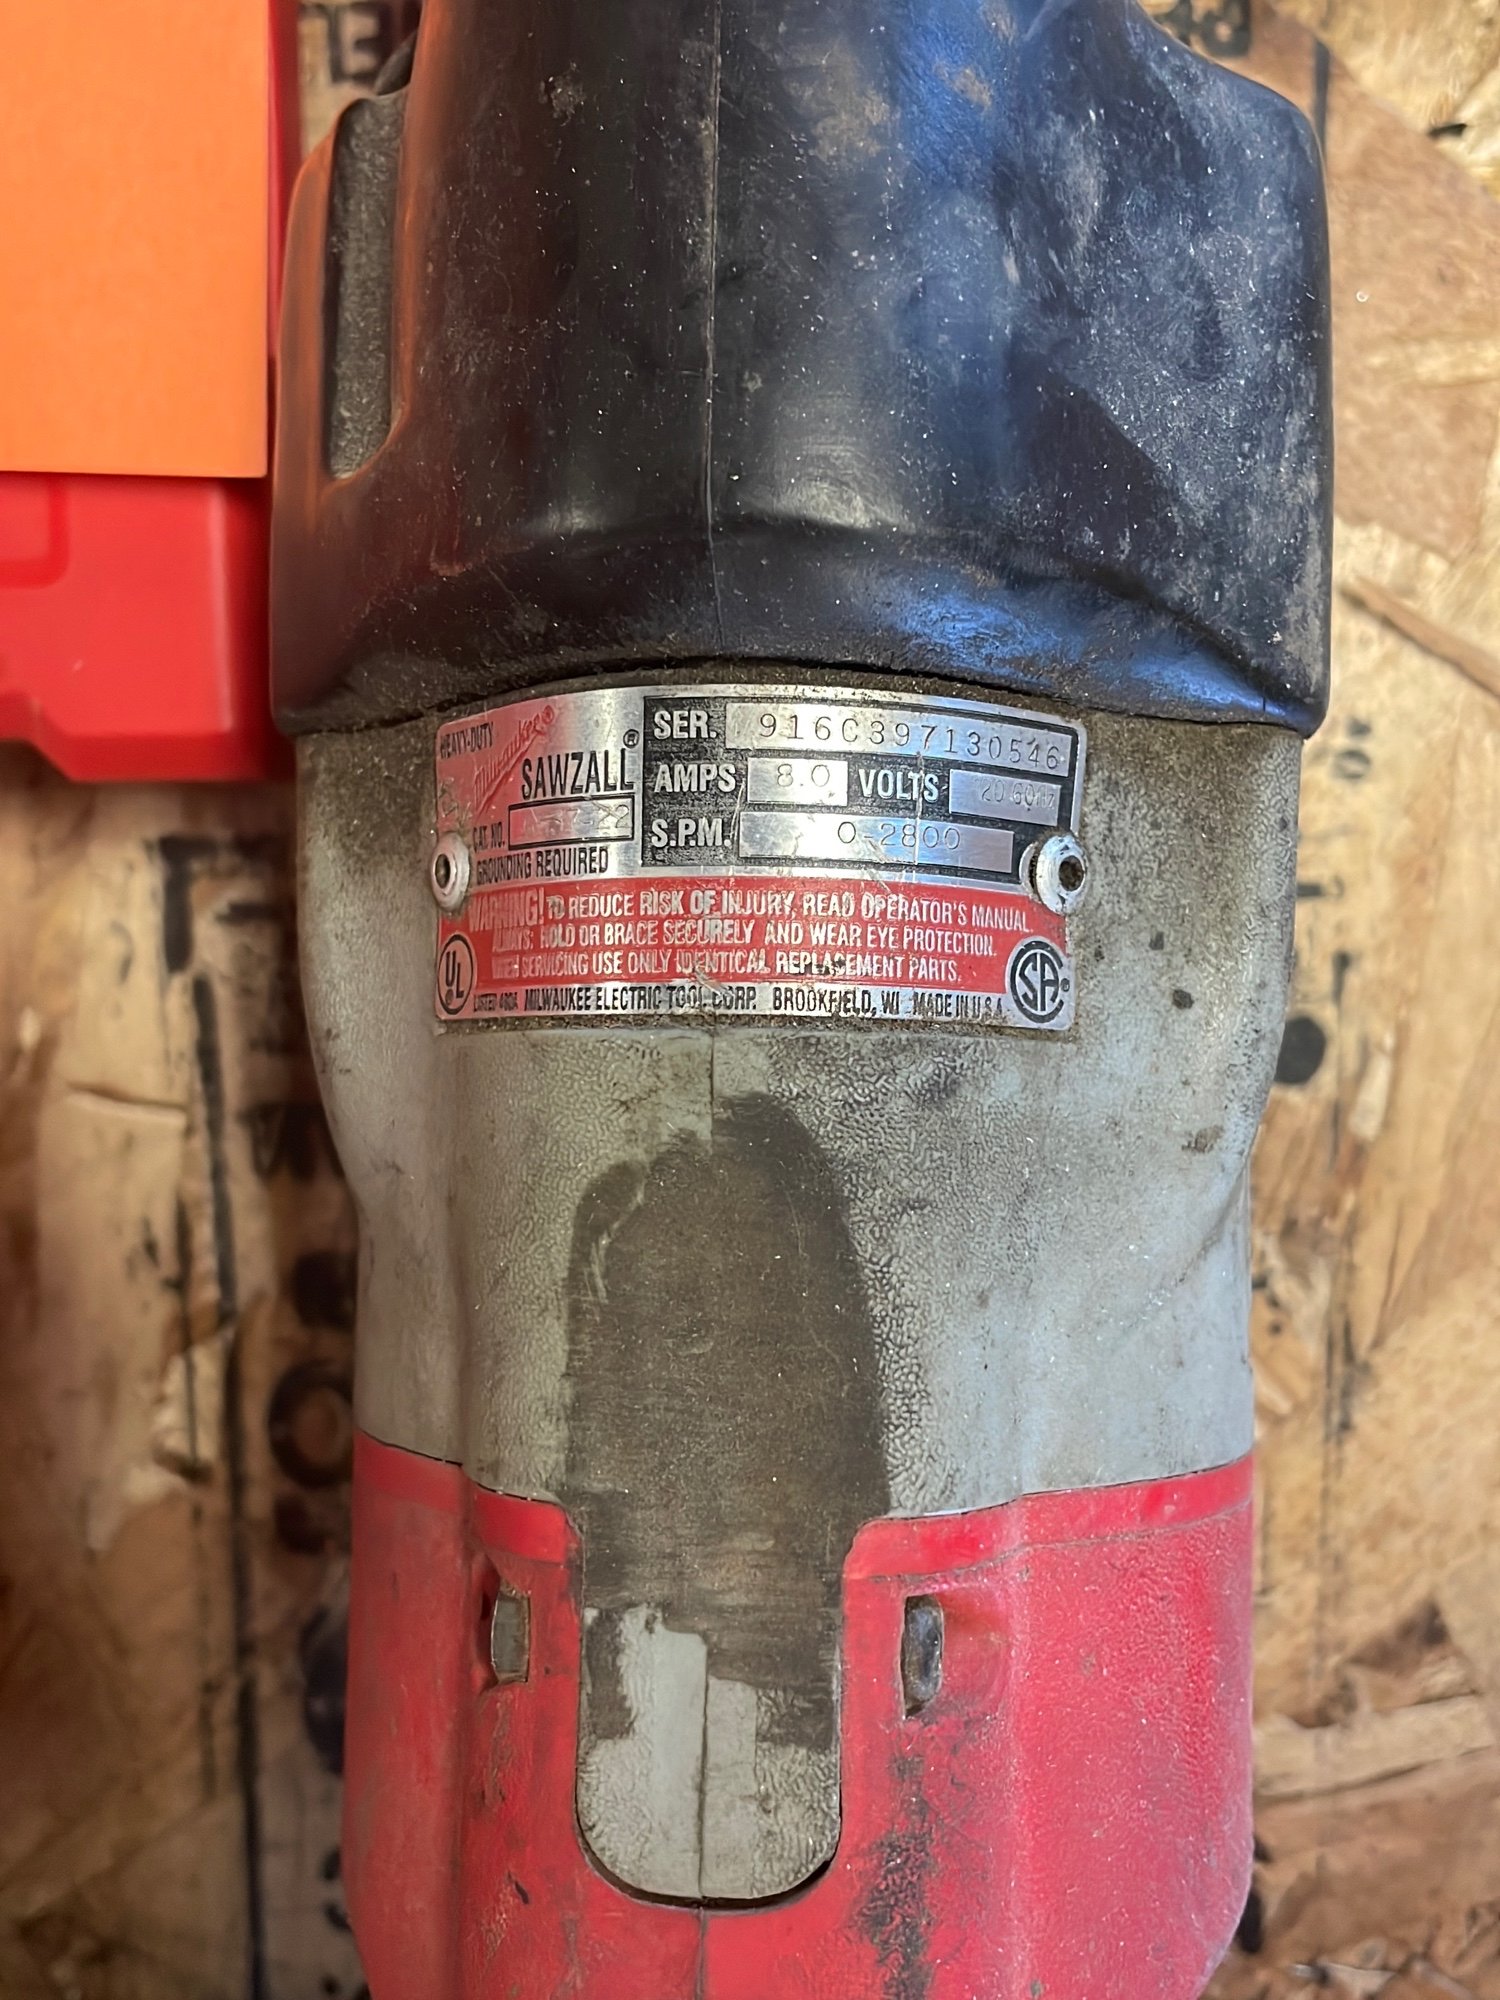 HEAVY-DUTY
Milwaukee®
SAWZALL®
CAT. NO.
GROUNDING REQUIRED
SER. 916C397130546
AMPS 8.0 VOLTS
S.P.M. 0-2800
WARNING! TO REDUCE RISK OF INJURY, READ OPERATOR'S MANUAL.
ALWAYS: HOLD OR BRACE SECURELY AND WEAR EYE PROTECTION.
WHEN SERVICING USE ONLY IDENTICAL REPLACEMENT PARTS.
UL
LISTED MILWAUKEE ELECTRIC TOOL CORP. BROOKFIELD, WI MADE IN U.S.A.
SA®